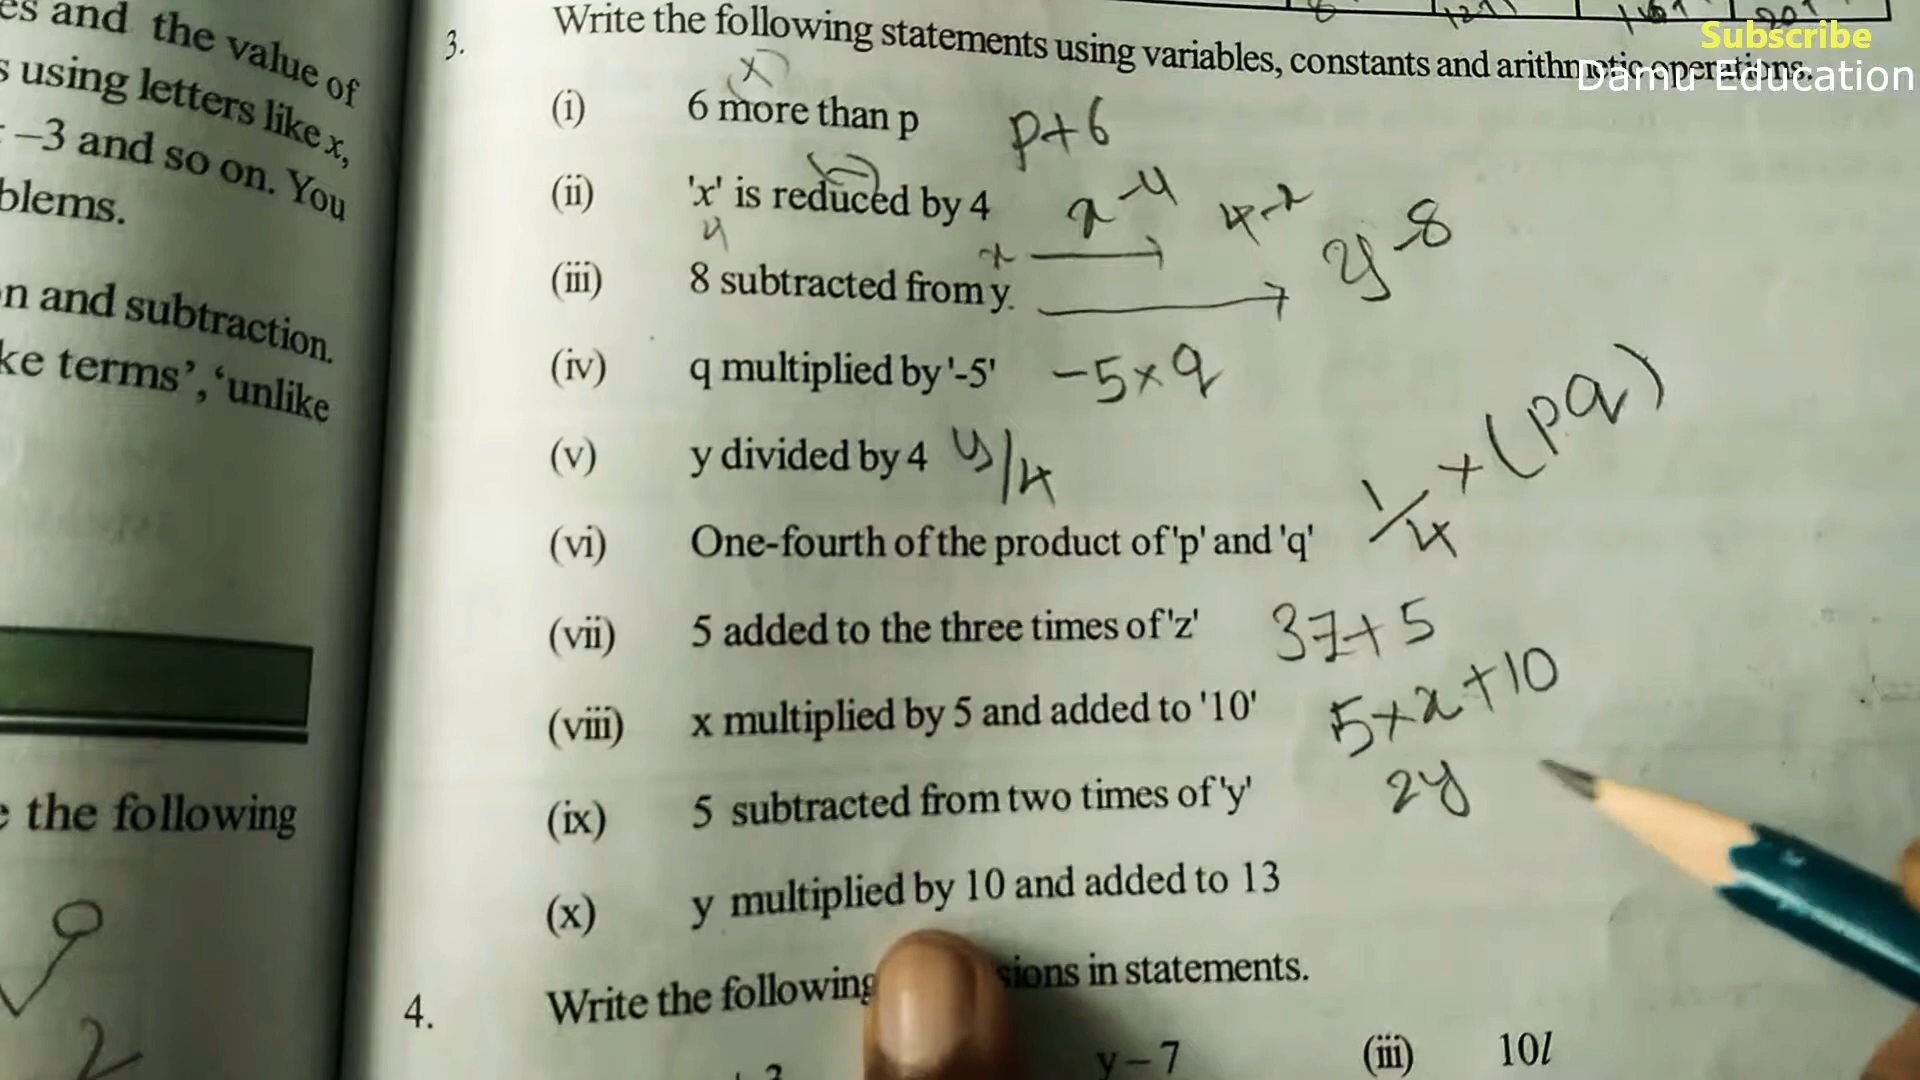 es and the value of
s using letters like x,
-3 and so on. You
blems.
n and subtraction.
ke terms', 'unlike
e the following
2
Subscribe
Damu Education
3. Write the following statements using variables, constants and arithmetic operations.
(i) 6 more than p p+6
(ii) 'x' is reduced by 4 x-4 4-x
(iii) 8 subtracted from y. y-8
(iv) q multiplied by '-5' -5×q
(v) y divided by 4 y/4
(vi) One-fourth of the product of 'p' and 'q' 1/4 × (pq)
(vii) 5 added to the three times of 'z' 3z+5
(viii) x multiplied by 5 and added to '10' 5×x+10
(ix) 5 subtracted from two times of 'y' 2y
(x) y multiplied by 10 and added to 13
4. Write the following sions in statements.
y – 7 (iii) 10l